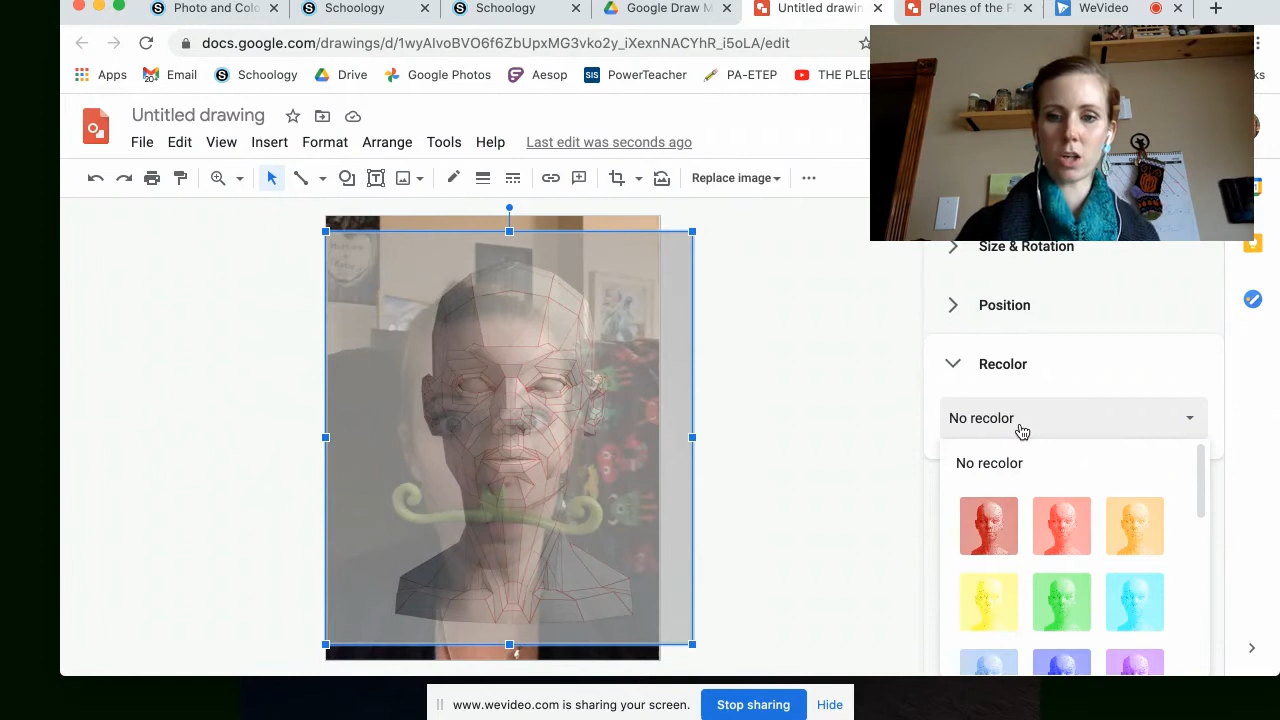 Photo and Colo
Schoology
Schoology
Google Draw M
Untitled drawin
Planes of the F
WeVideo
docs.google.com/drawings/d/1wyAIvoBVO6f6ZbUpxMG3vko2y_iXexnNACYhR_i5oLA/edit
Apps
Email
Schoology
Drive
Google Photos
Aesop
SIS
PowerTeacher
PA-ETEP
THE PLED
ks
Untitled drawing
File
Edit
View
Insert
Format
Arrange
Tools
Help
Last edit was seconds ago
Replace image
Size & Rotation
Position
Recolor
No recolor
No recolor
www.wevideo.com is sharing your screen.
Stop sharing
Hide